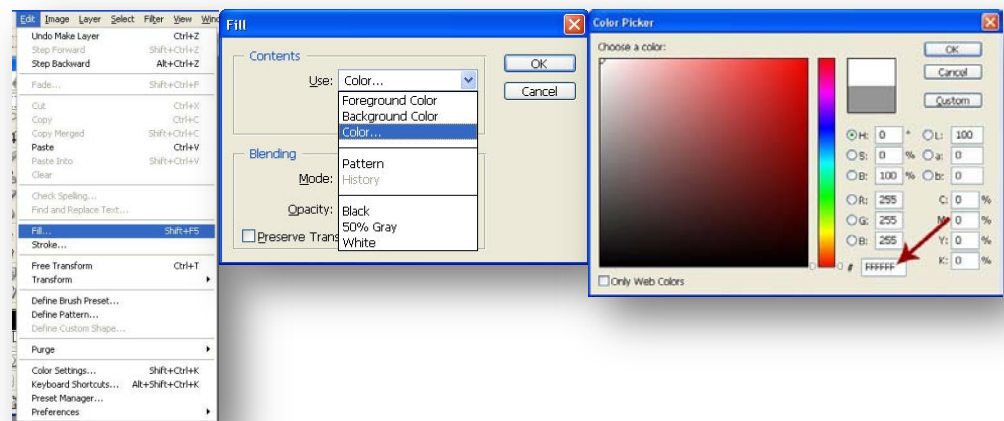 Edit Image Layer Select Filter View Wind
Undo Make Layer Ctrl+Z
Step Forward Shift+Ctrl+Z
Step Backward Alt+Ctrl+Z
Fade... Shift+Ctrl+F
Cut Ctrl+X
Copy Ctrl+C
Copy Merged Shift+Ctrl+C
Paste Ctrl+V
Paste Into Shift+Ctrl+V
Clear
Check Spelling...
Find and Replace Text...
Fill... Shift+F5
Stroke...
Free Transform Ctrl+T
Transform
Define Brush Preset...
Define Pattern...
Define Custom Shape...
Purge
Color Settings... Shift+Ctrl+K
Keyboard Shortcuts... Alt+Shift+Ctrl+K
Preset Manager...
Preferences
Fill
Contents
OK
Use: Color...
Cancel
Foreground Color
Background Color
Color...
Blending
Pattern
Mode: History
Opacity: Black
50% Gray
Preserve Trans
White
Color Picker
Choose a color:
OK
Cancel
Custom
H: 0 ° L: 100
S: 0 % a: 0
B: 100 % b: 0
R: 255 C: 0 %
G: 255 M: 0 %
B: 255 Y: 0 %
# FFFFFF K: 0 %
Only Web Colors